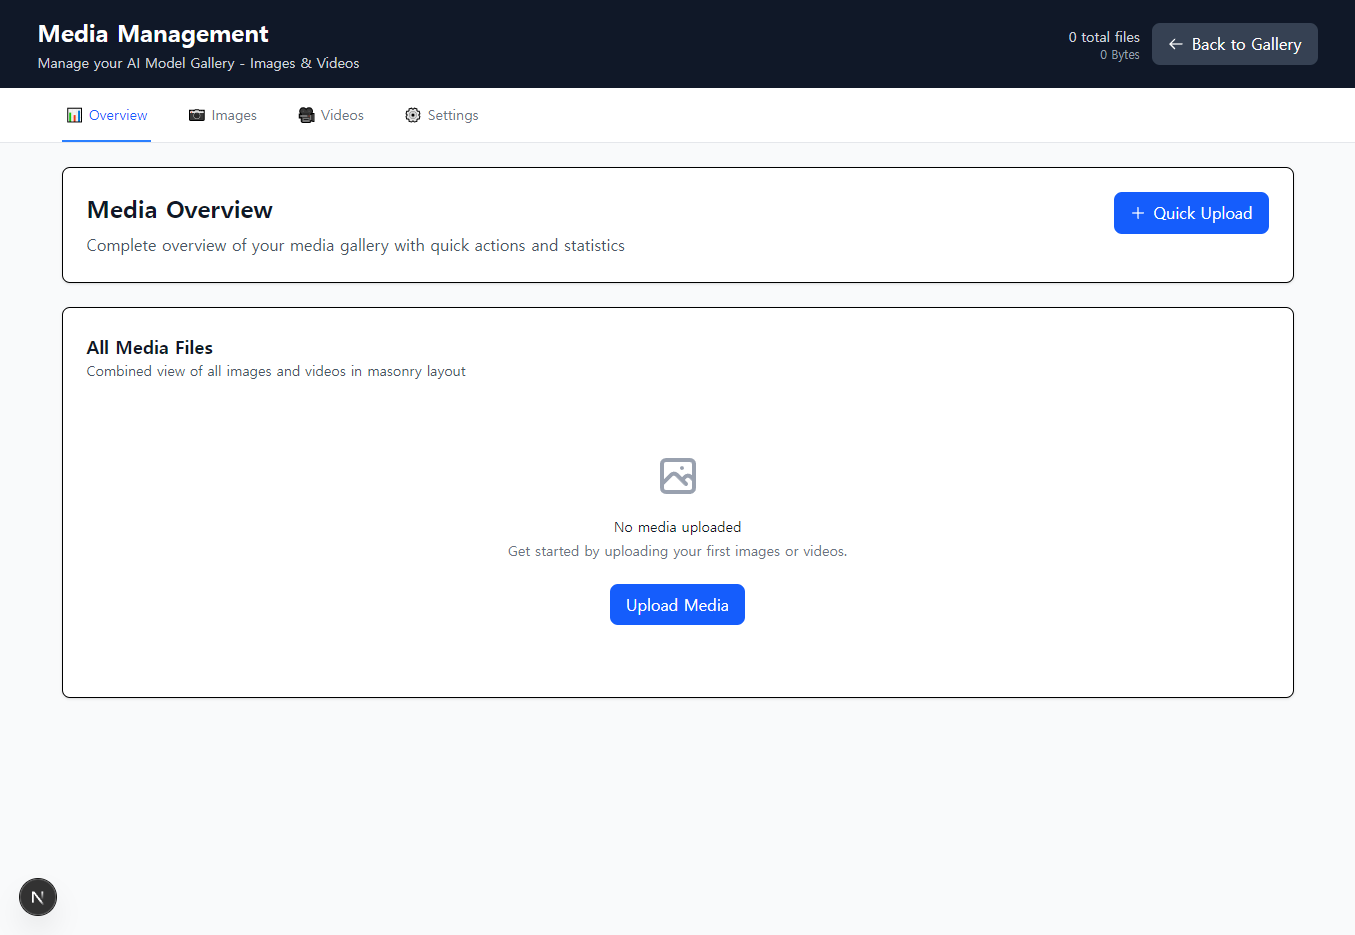 Media Management
Manage your AI Model Gallery - Images & Videos
0 total files
0 Bytes
← Back to Gallery
Overview
Images
Videos
Settings
Media Overview
Complete overview of your media gallery with quick actions and statistics
+ Quick Upload
All Media Files
Combined view of all images and videos in masonry layout
No media uploaded
Get started by uploading your first images or videos.
Upload Media
N